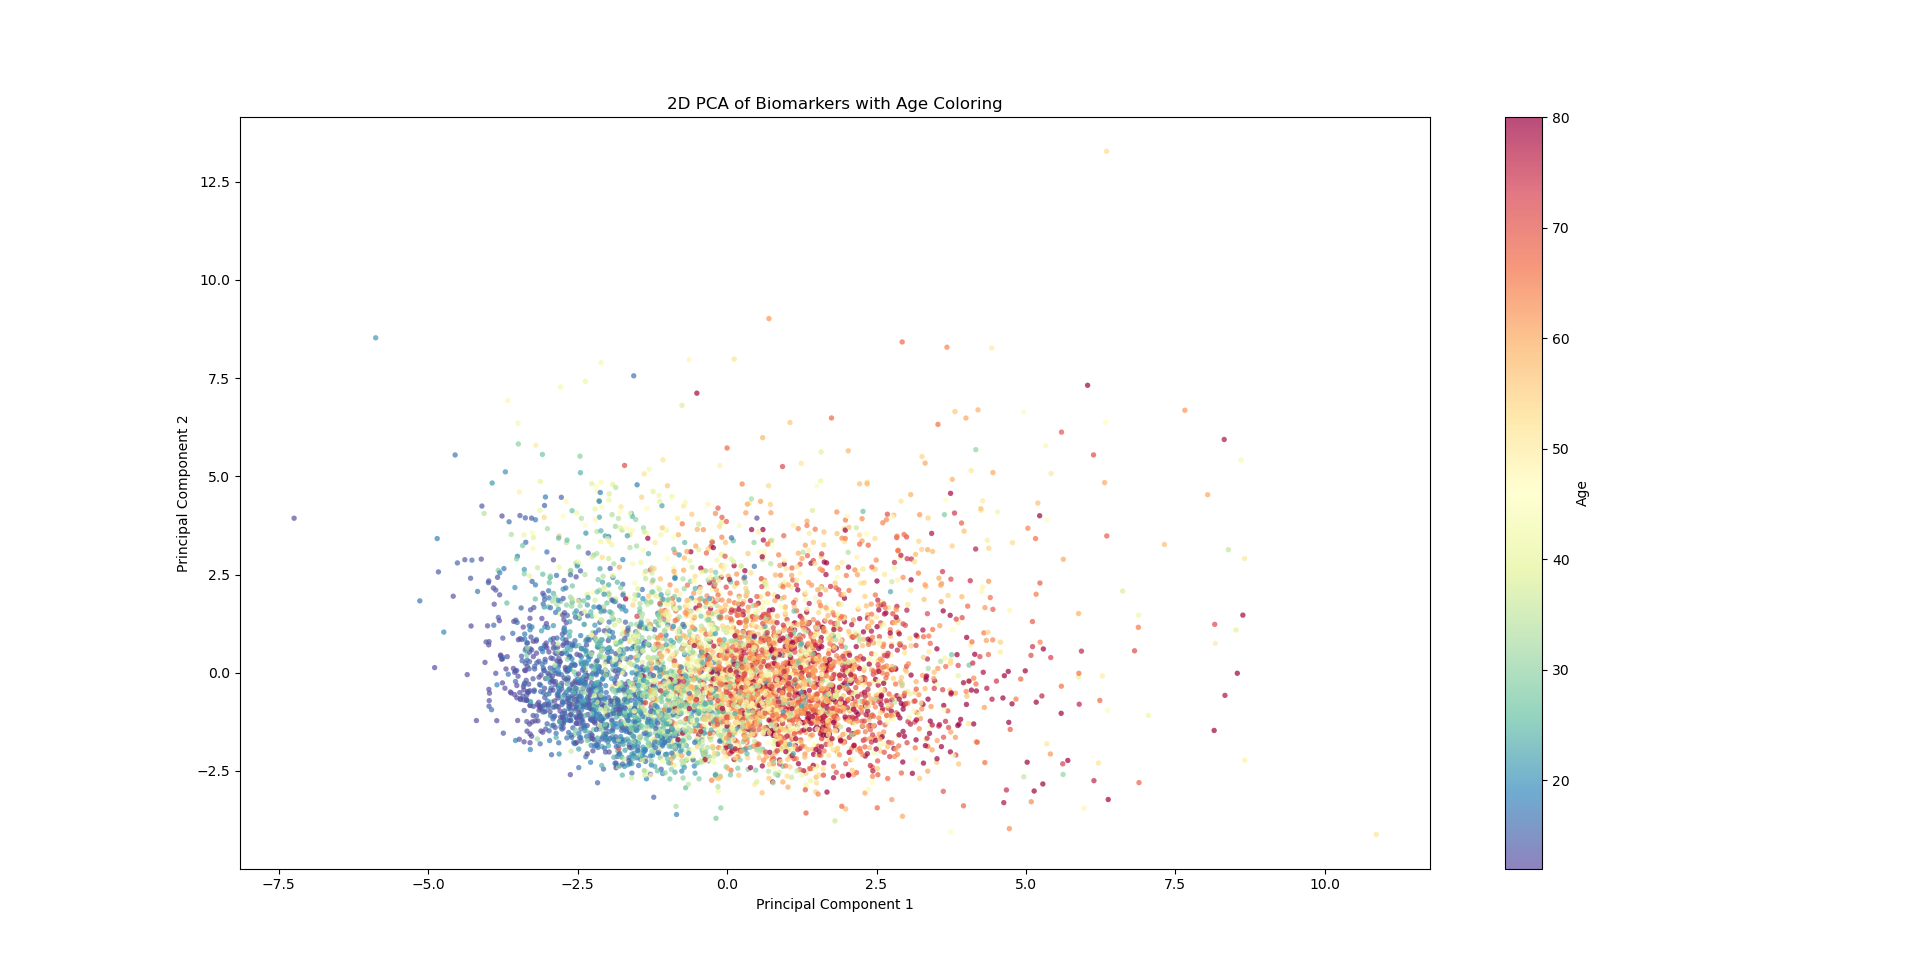 2D PCA of Biomarkers with Age Coloring
12.5
10.0
7.5
5.0
2.5
0.0
−2.5
Principal Component 2
−7.5 −5.0 −2.5 0.0 2.5 5.0 7.5 10.0
Principal Component 1
80
70
60
50
40
30
20
Age